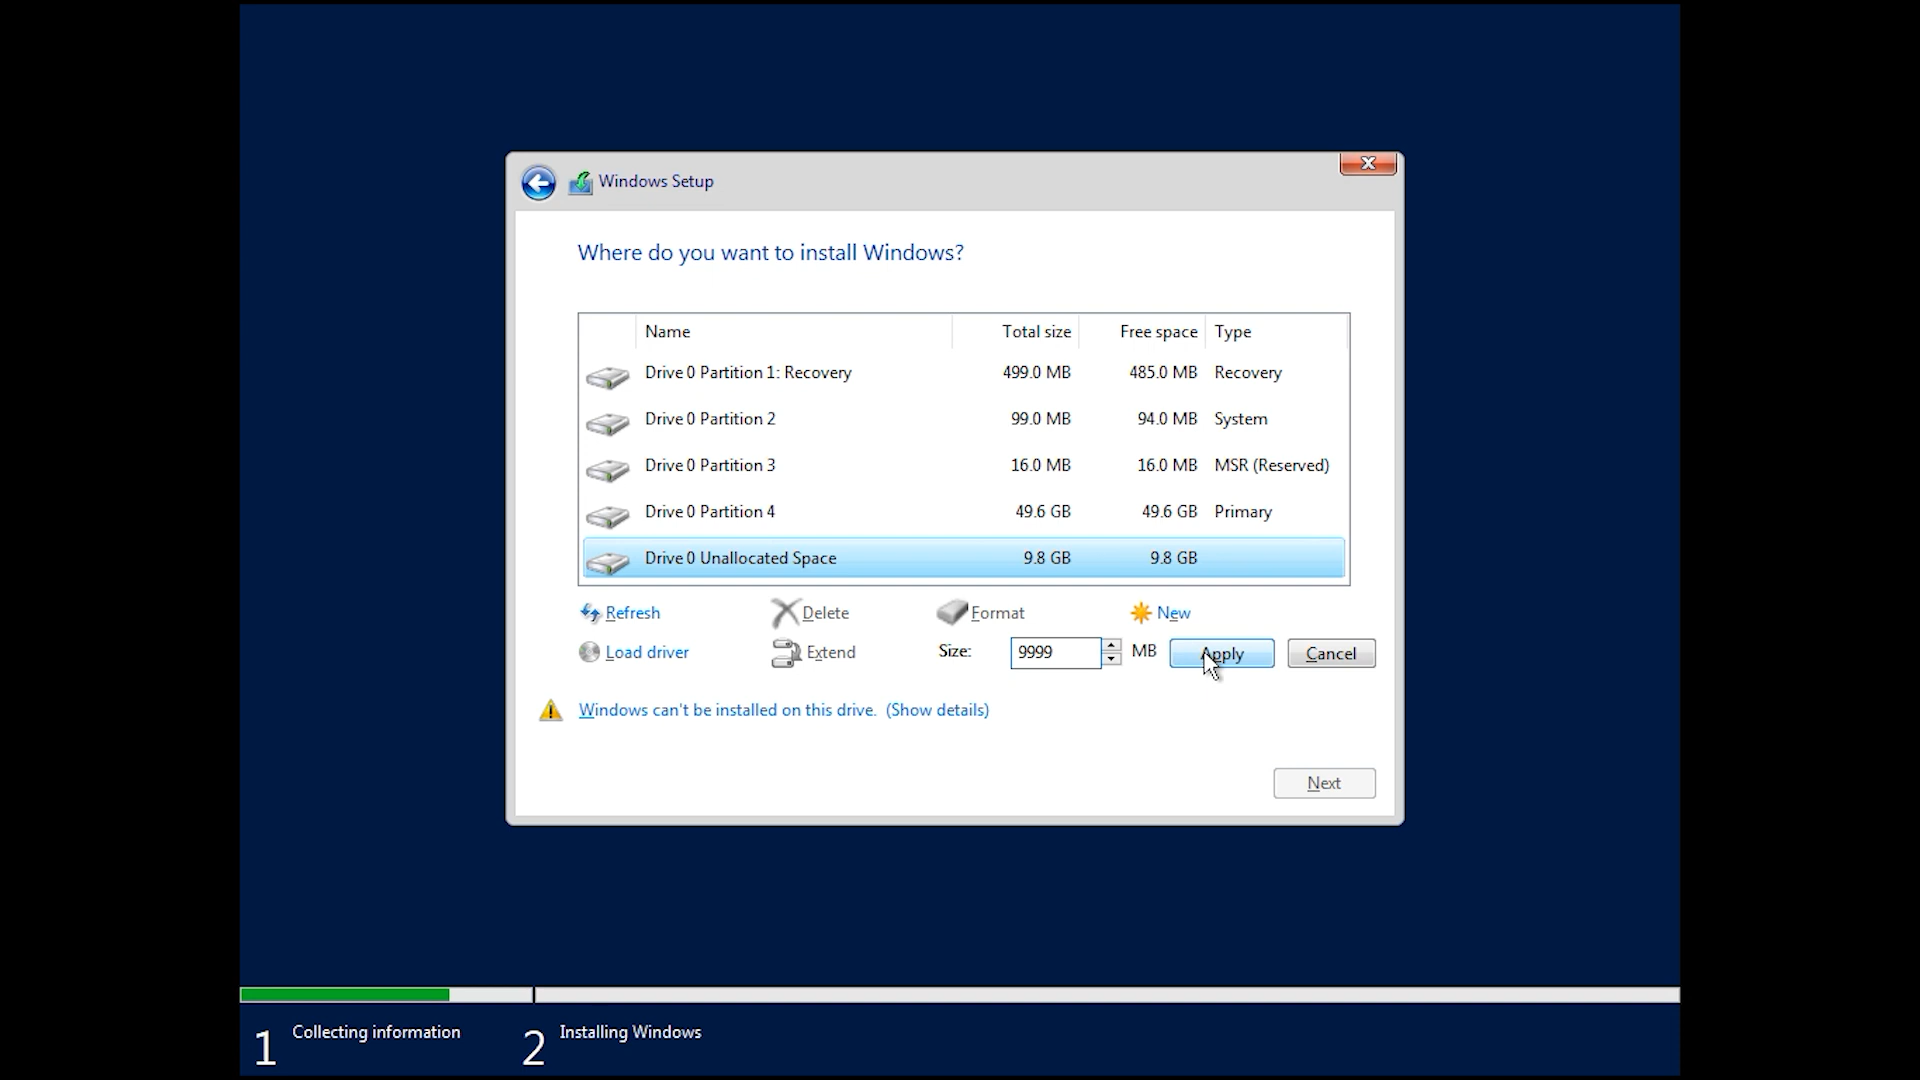 Windows Setup
Where do you want to install Windows?
Name Total size Free space Type
Drive 0 Partition 1: Recovery 499.0 MB 485.0 MB Recovery
Drive 0 Partition 2 99.0 MB 94.0 MB System
Drive 0 Partition 3 16.0 MB 16.0 MB MSR (Reserved)
Drive 0 Partition 4 49.6 GB 49.6 GB Primary
Drive 0 Unallocated Space 9.8 GB 9.8 GB
Refresh Delete Format New
Load driver Extend Size: 9999 MB Apply Cancel
Windows can't be installed on this drive. (Show details)
Next
1 Collecting information 2 Installing Windows